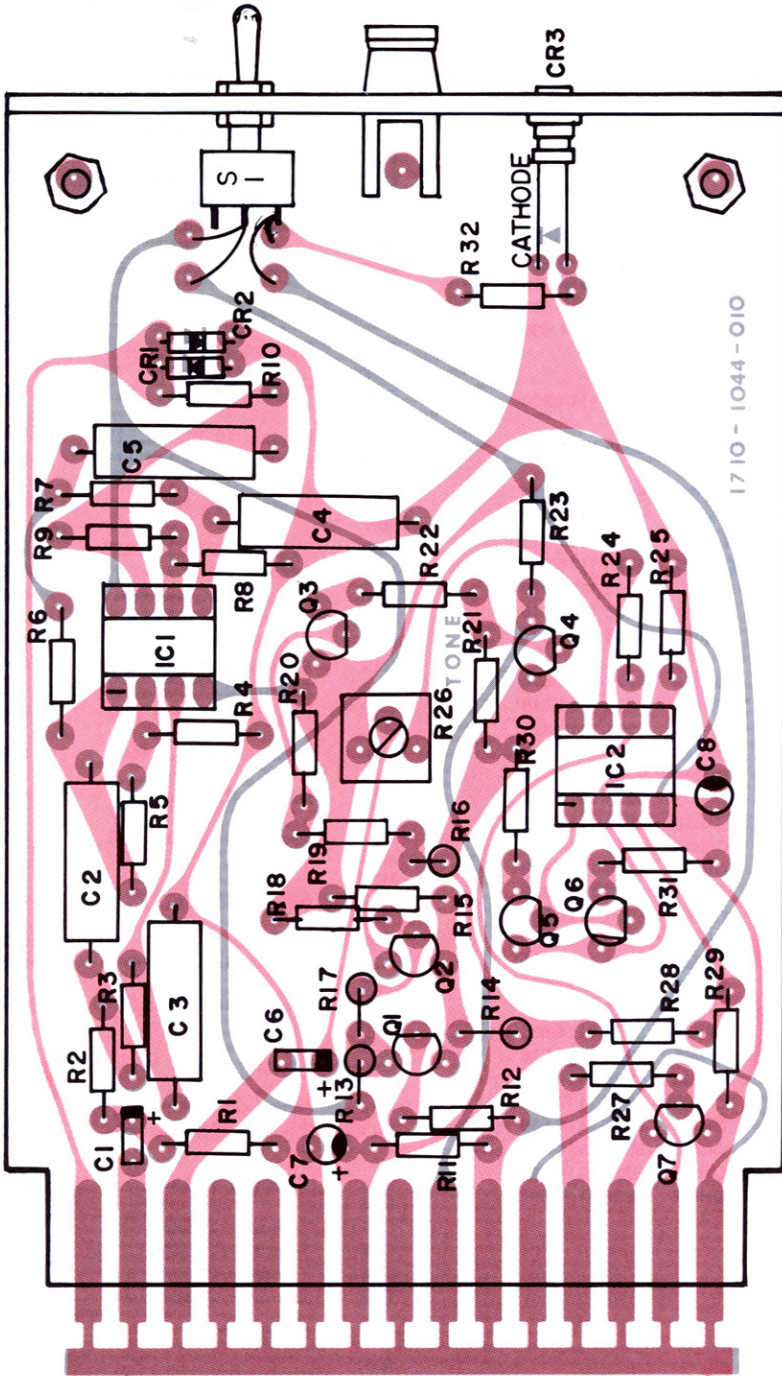 CR3
S1
CATHODE
R32
1710-1044-010
CR2
CR1
R10
C5
R7
R9
C4
R23
R8
R22
R24
R25
R6
Q3
R21
Q4
IC1
1
TONE
R20
R4
R26
R30
IC2
1
C8
R5
C2
R19
R16
R18
R15
Q5
Q6
R31
R3
C3
R17
Q2
R2
C6
+
Q1
R14
R28
R29
R13
R12
C1
+
R1
C7
+
R11
R27
Q7